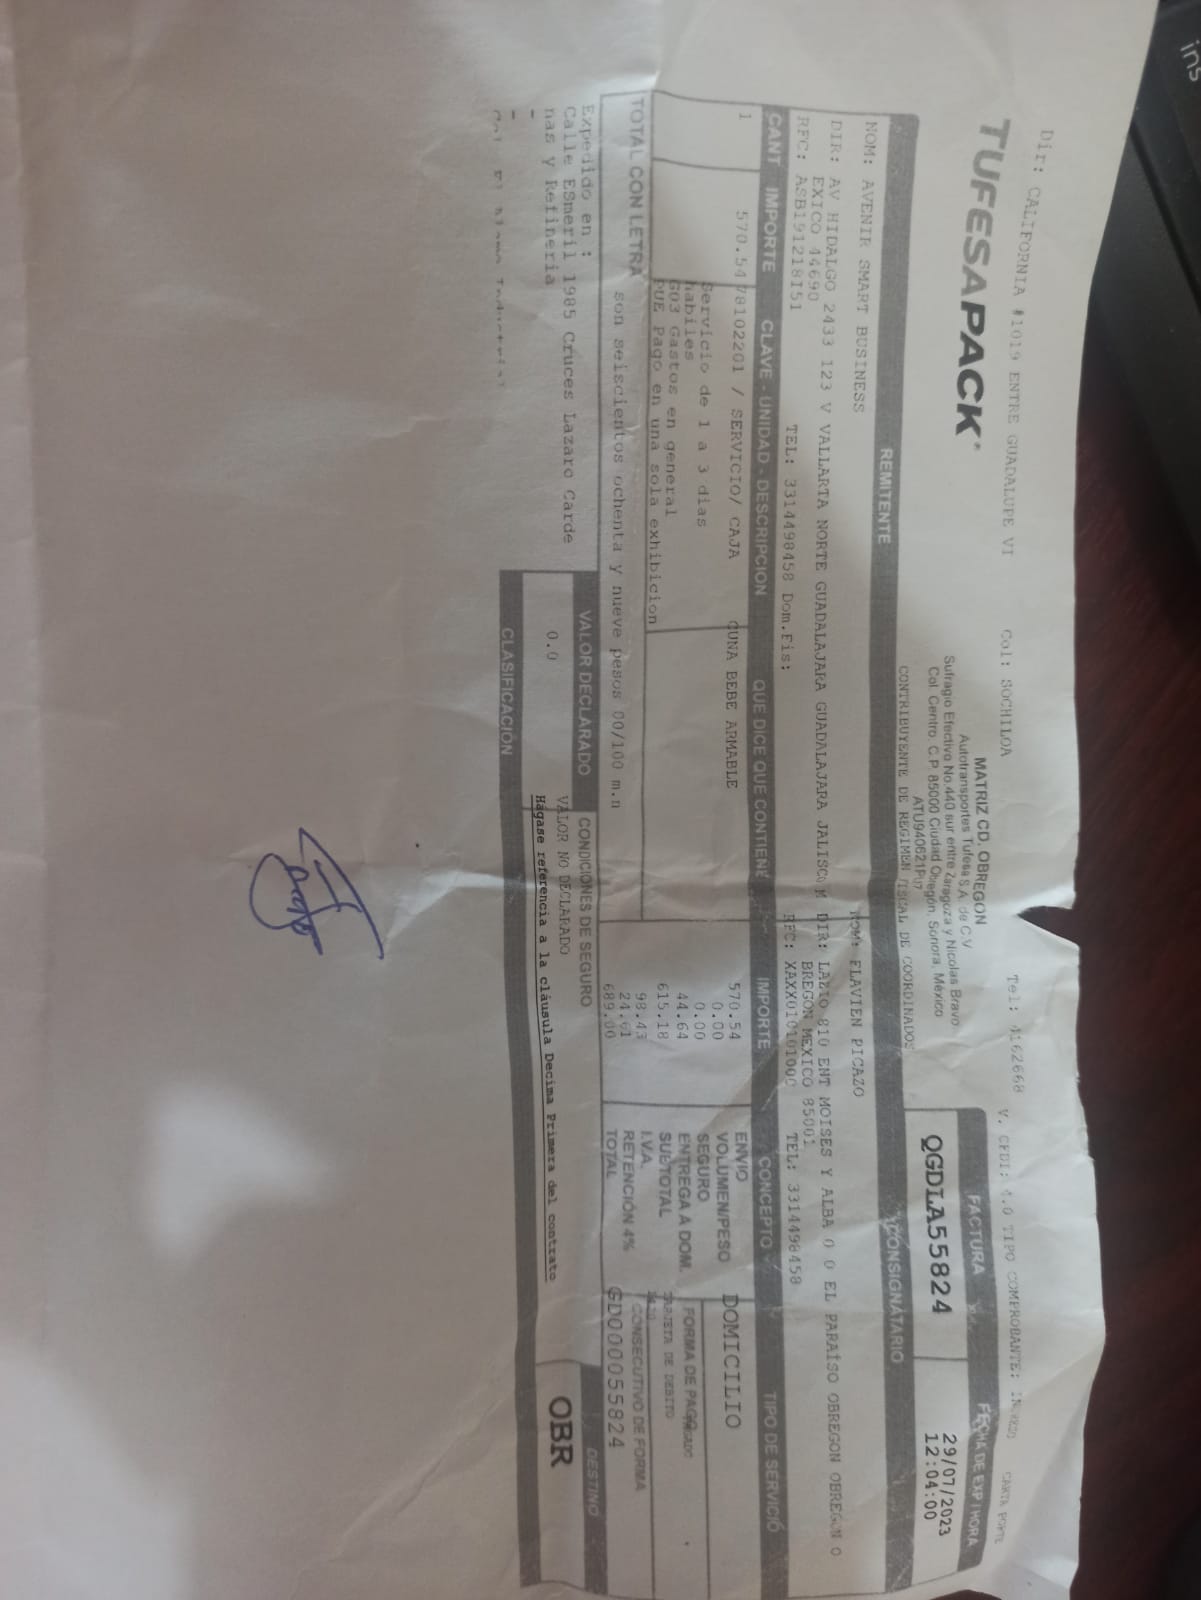 ins
Dir: CALIFORNIA #1019 ENTRE GUADALUPE VI Col: SOCHILOA Tel: 4162668 V. CFDI: 4.0 TIPO COMPROBANTE: INGRESO CARTA PORTE
TUFESAPACK
MATRIZ CD. OBREGON
Autotransportes Tufesa S.A. de C.V.
Sufragio Efectivo No.440 sur entre Zaragoza y Nicolas Bravo
Col. Centro C.P. 85000 Ciudad Obregón, Sonora, México
ATU940621PU7
CONTRIBUYENTE DE REGIMEN FISCAL DE COORDINADOS
FACTURA
QGDLA55824
FECHA DE EXP / HORA
29/07/2023
12:04:00
REMITENTE
CONSIGNATARIO
NOM: AVENIR SMART BUSINESS
DIR: AV HIDALGO 2433 123 V VALLARTA NORTE GUADALAJARA GUADALAJARA JALISCO M
EXICO 44690
RFC: ASB191218I51 TEL: 3314498458 Dom.Fis:
NOM: FLAVIEN PICAZO
DIR: LAZIO 810 ENT MOISES Y ALBA 0 0 EL PARAÍSO OBREGON OBREGON O
BREGON MEXICO 85001
RFC: XAXX010101000 TEL: 3314498458
CANT IMPORTE CLAVE - UNIDAD - DESCRIPCION QUE DICE QUE CONTIENE IMPORTE CONCEPTO TIPO DE SERVICIO
1 570.54 78102201 / SERVICIO/ CAJA CUNA BEBE ARMABLE
Servicio de 1 a 3 dias
habiles
G03 Gastos en general
PUE Pago en una sola exhibicion
570.54 ENVIO
0.00 VOLUMEN/PESO
0.00 SEGURO
44.64 ENTREGA A DOM.
615.18 SUBTOTAL
98.43 I.V.A.
24.61 RETENCIÓN 4%
689.00 TOTAL
DOMICILIO
FORMA DE PAGO
PAGADO
TARJETA DE DEBITO
CONSECUTIVO DE FORMA
GD000055824
TOTAL CON LETRA son seiscientos ochenta y nueve pesos 00/100 m.n
Expedido en :
Calle ESmeril 1985 Cruces Lazaro Carde
nas y Refineria
-
-
VALOR DECLARADO
0.0
CONDICIONES DE SEGURO
VALOR NO DECLARADO
Hágase referencia a la cláusula Decima Primera del contrato
DESTINO
OBR
CLASIFICACIÓN